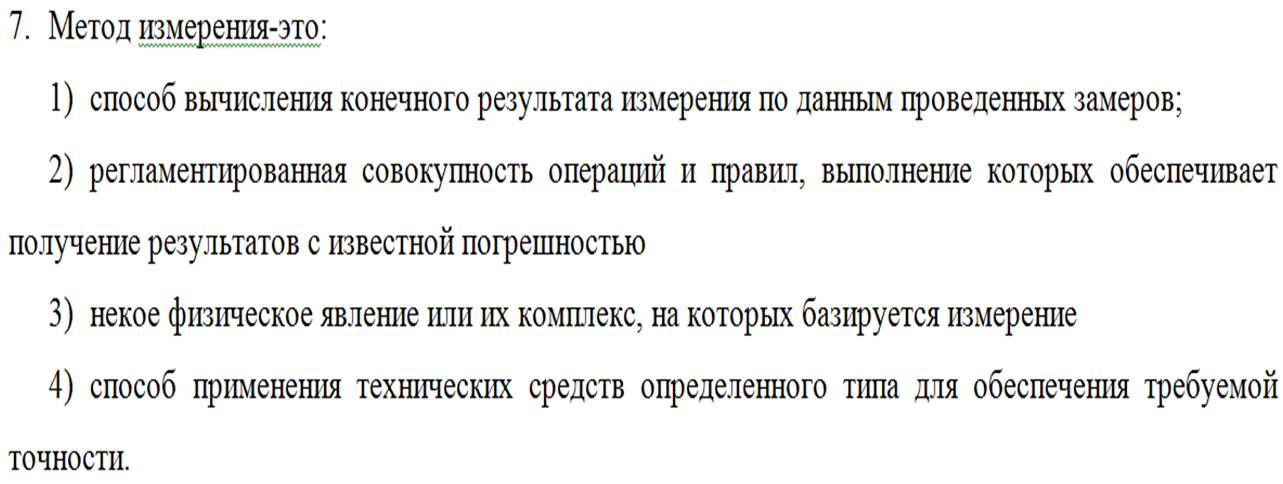 7. Метод измерения-это:
1) способ вычисления конечного результата измерения по данным проведенных замеров;
2) регламентированная совокупность операций и правил, выполнение которых обеспечивает
получение результатов с известной погрешностью
3) некое физическое явление или их комплекс, на которых базируется измерение
4) способ применения технических средств определенного типа для обеспечения требуемой
точности.